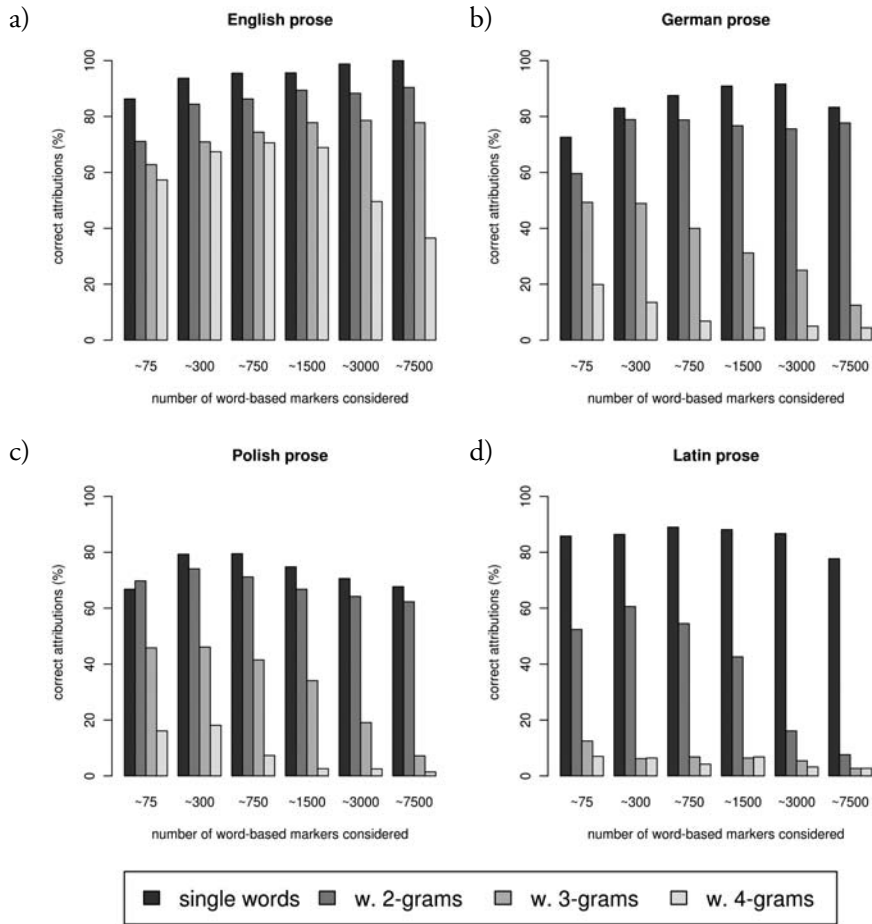 a)
English prose
correct attributions (%)
0
20
40
60
80
100
~75 ~300 ~750 ~1500 ~3000 ~7500
number of word-based markers considered
b)
German prose
correct attributions (%)
0
20
40
60
80
100
~75 ~300 ~750 ~1500 ~3000 ~7500
number of word-based markers considered
c)
Polish prose
correct attributions (%)
0
20
40
60
80
100
~75 ~300 ~750 ~1500 ~3000 ~7500
number of word-based markers considered
d)
Latin prose
correct attributions (%)
0
20
40
60
80
100
~75 ~300 ~750 ~1500 ~3000 ~7500
number of word-based markers considered
single words w. 2-grams w. 3-grams w. 4-grams